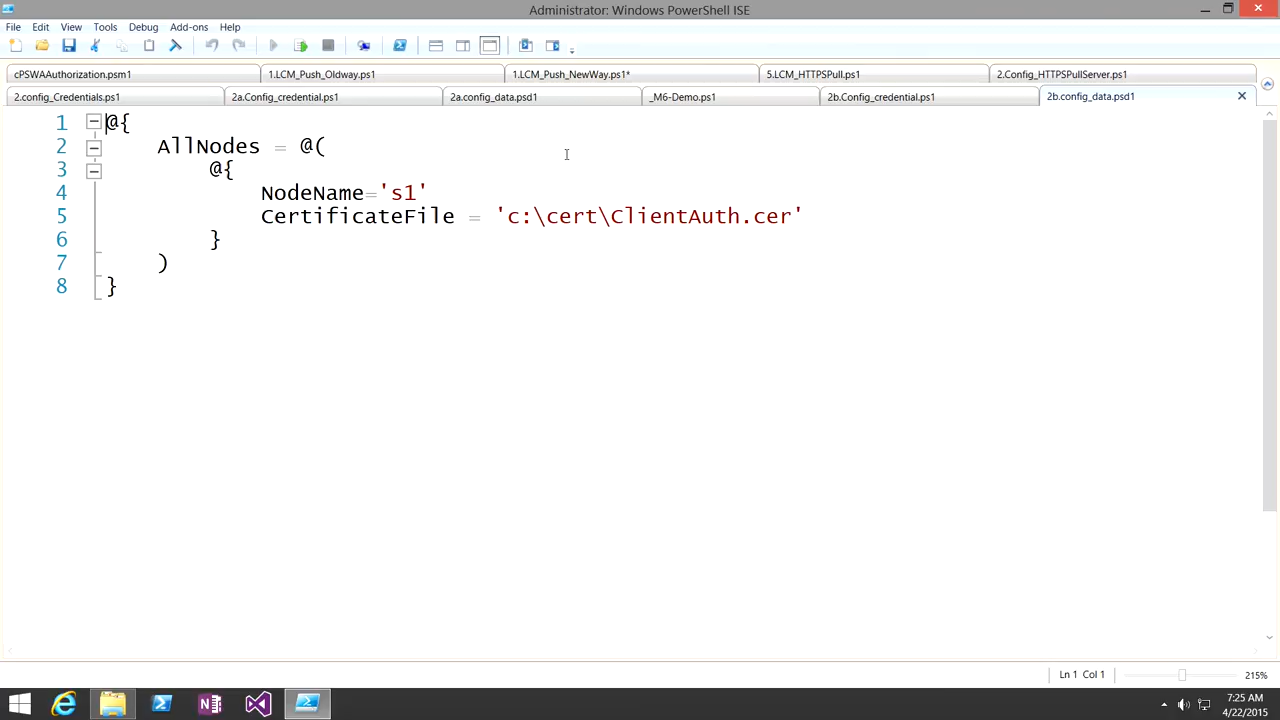 Administrator: Windows PowerShell ISE
File Edit View Tools Debug Add-ons Help
cPSWAAuthorization.psm1 1.LCM_Push_Oldway.ps1 1.LCM_Push_NewWay.ps1* 5.LCM_HTTPSPull.ps1 2.Config_HTTPSPullServer.ps1
2.config_Credentials.ps1 2a.Config_credential.ps1 2a.config_data.psd1 _M6-Demo.ps1 2b.Config_credential.ps1 2b.config_data.psd1
1 @{
2 AllNodes = @(
3 @{
4 NodeName='s1'
5 CertificateFile = 'c:\cert\ClientAuth.cer'
6 }
7 )
8 }
Ln 1 Col 1 215%
7:25 AM
4/22/2015